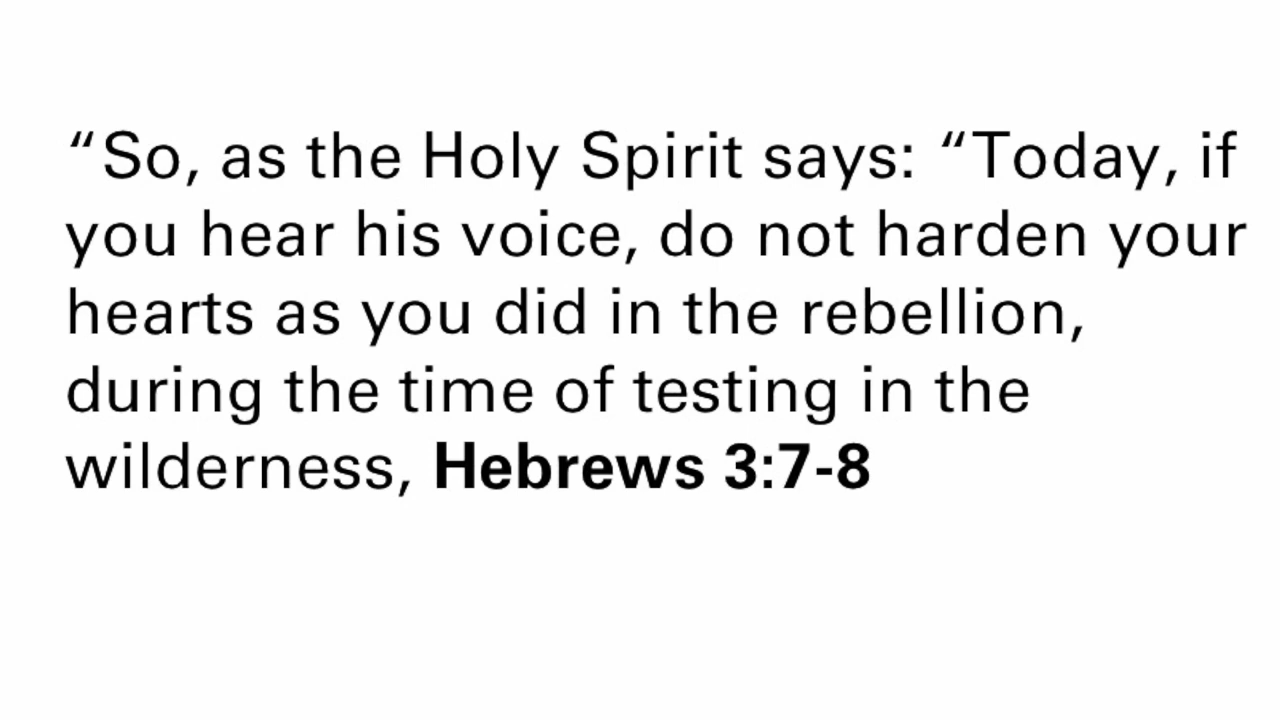 “So, as the Holy Spirit says: “Today, if
you hear his voice, do not harden your
hearts as you did in the rebellion,
during the time of testing in the
wilderness, Hebrews 3:7-8